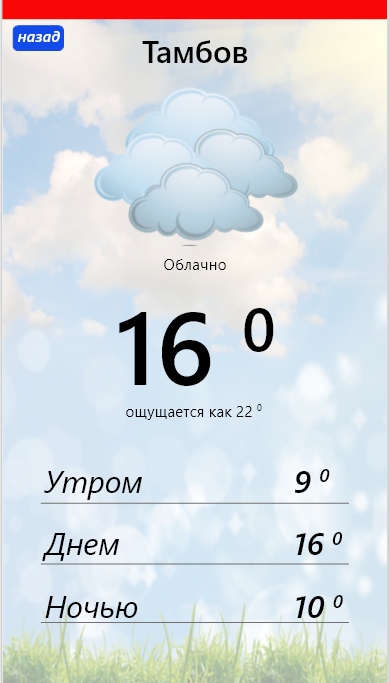 назад
Тамбов
Облачно
16 ⁰
ощущается как 22 ⁰
Утром 9 ⁰
Днем 16 ⁰
Ночью 10 ⁰